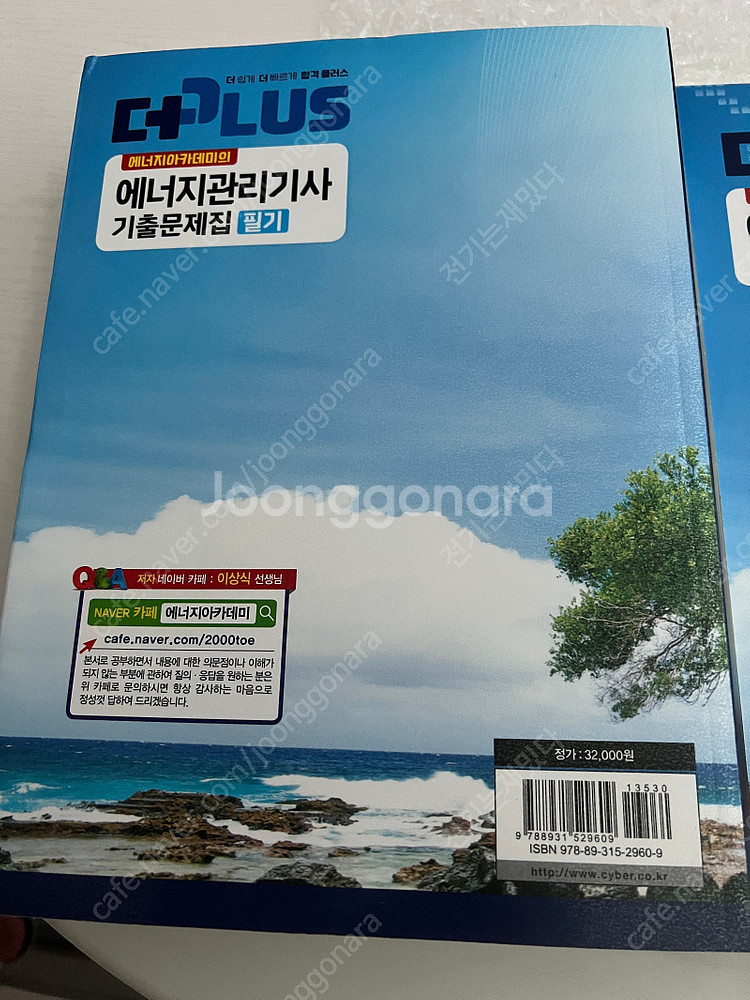 더 쉽게 더 빠르게 합격 플러스
더PLUS
에너지아카데미의
에너지관리기사
기출문제집 필기
전기는재밌다
cafe.naver.com/joonggonara
Joonggonara
Q&A 저자 네이버 카페 : 이상식 선생님
NAVER 카페 에너지아카데미
cafe.naver.com/2000toe
본서로 공부하면서 내용에 대한 의문점이나 이해가
되지 않는 부분에 관하여 질의·응답을 원하는 분은
위 카페로 문의하시면 항상 감사하는 마음으로
정성껏 답하여 드리겠습니다.
정가 : 32,000원
13530
9 788931 529609
ISBN 978-89-315-2960-9
http://www.cyber.co.kr